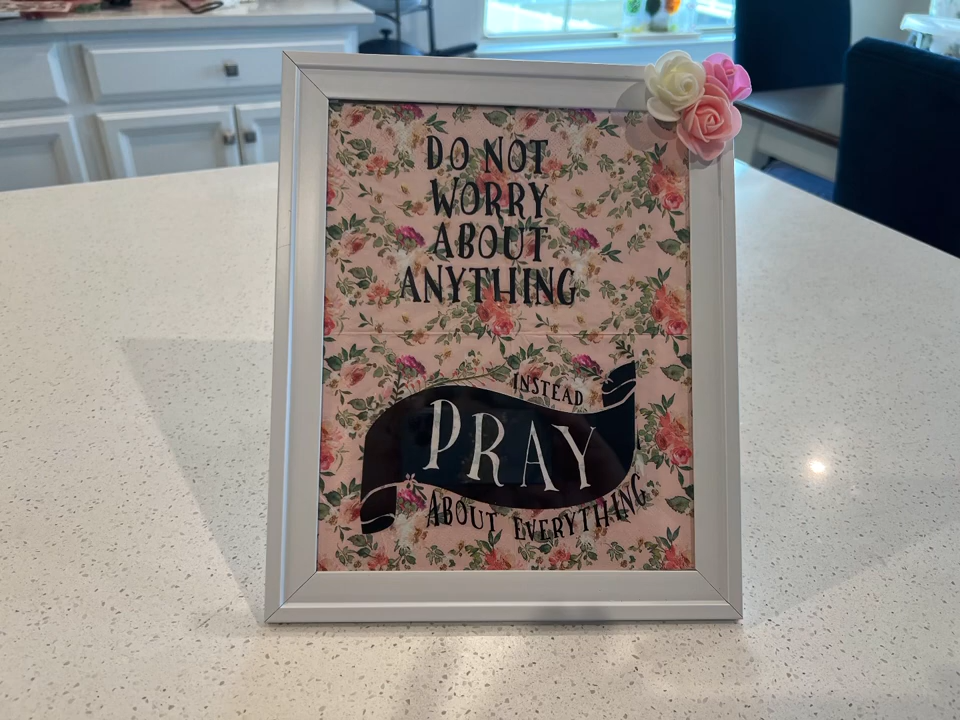 DO NOT
WORRY
ABOUT
ANYTHING
INSTEAD
PRAY
ABOUT EVERYTHING